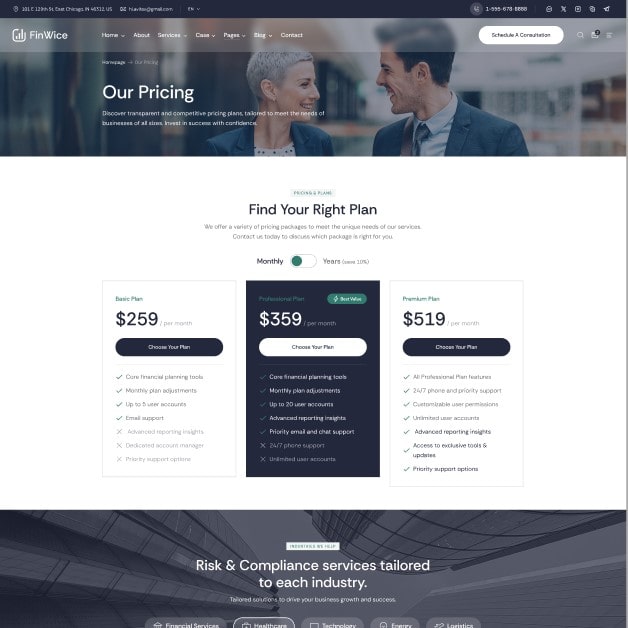 101 E 129th St, East Chicago, IN 46312, US
EN
1-555-678-8888
FinWice
Home
About
Services
Case
Pages
Blog
Contact
Schedule A Consultation
Homepage → Our Pricing
Our Pricing
Discover transparent and competitive pricing plans, tailored to meet the needs of
businesses of all sizes. Invest in success with confidence.
PRICING & PLANS
Find Your Right Plan
We offer a variety of pricing packages to meet the unique needs of our services.
Contact us today to discuss which package is right for you.
Monthly
Years (save 10%)
Basic Plan
$259 / per month
Choose Your Plan
Core financial planning tools
Monthly plan adjustments
Up to 5 user accounts
Email support
Advanced reporting insights
Dedicated account manager
Priority support options
Professional Plan
Best Value
$359 / per month
Choose Your Plan
Core financial planning tools
Monthly plan adjustments
Up to 20 user accounts
Advanced reporting insights
Priority email and chat support
24/7 phone support
Unlimited user accounts
Premium Plan
$519 / per month
Choose Your Plan
All Professional Plan features
24/7 phone and priority support
Customizable user permissions
Unlimited user accounts
Advanced reporting insights
Access to exclusive tools &
updates
Priority support options
INDUSTRIES WE HELP
Risk & Compliance services tailored
to each industry.
Tailored solutions to drive your business growth and success.
Financial Services
Healthcare
Technology
Energy
Logistics